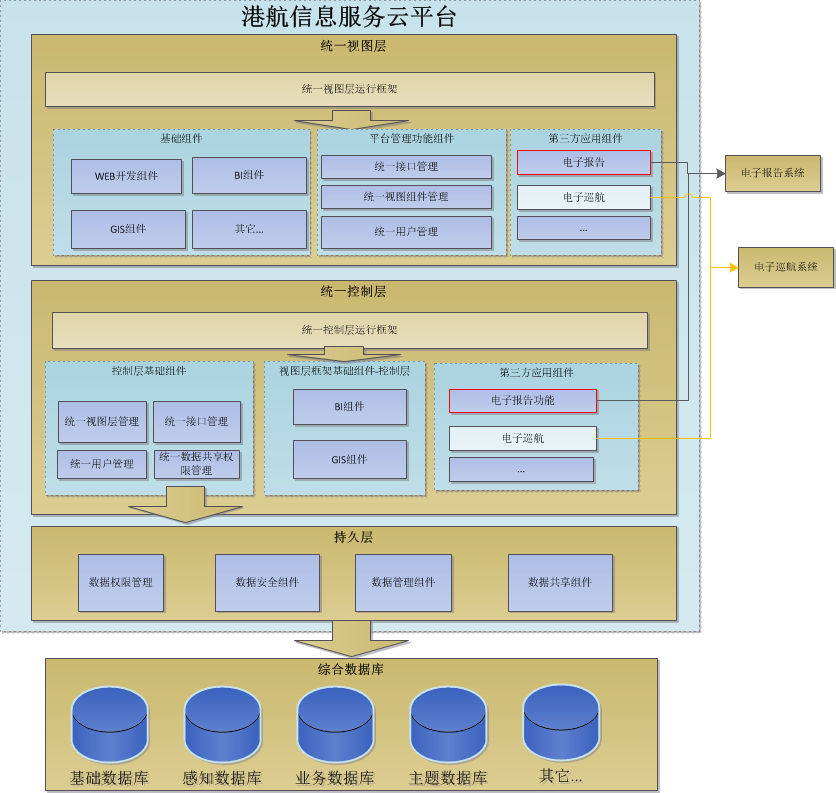 港航信息服务云平台
统一视图层
统一视图层运行框架
基础组件
WEB开发组件
BI组件
GIS组件
其它...
平台管理功能组件
统一接口管理
统一视图组件管理
统一用户管理
第三方应用组件
电子报告
电子巡航
...
电子报告系统
电子巡航系统
统一控制层
统一控制层运行框架
控制层基础组件
统一视图层管理
统一接口管理
统一用户管理
统一数据共享权
限管理
视图层框架基础组件-控制层
BI组件
GIS组件
第三方应用组件
电子报告功能
电子巡航
...
持久层
数据权限管理
数据安全组件
数据管理组件
数据共享组件
综合数据库
基础数据库
感知数据库
业务数据库
主题数据库
其它...